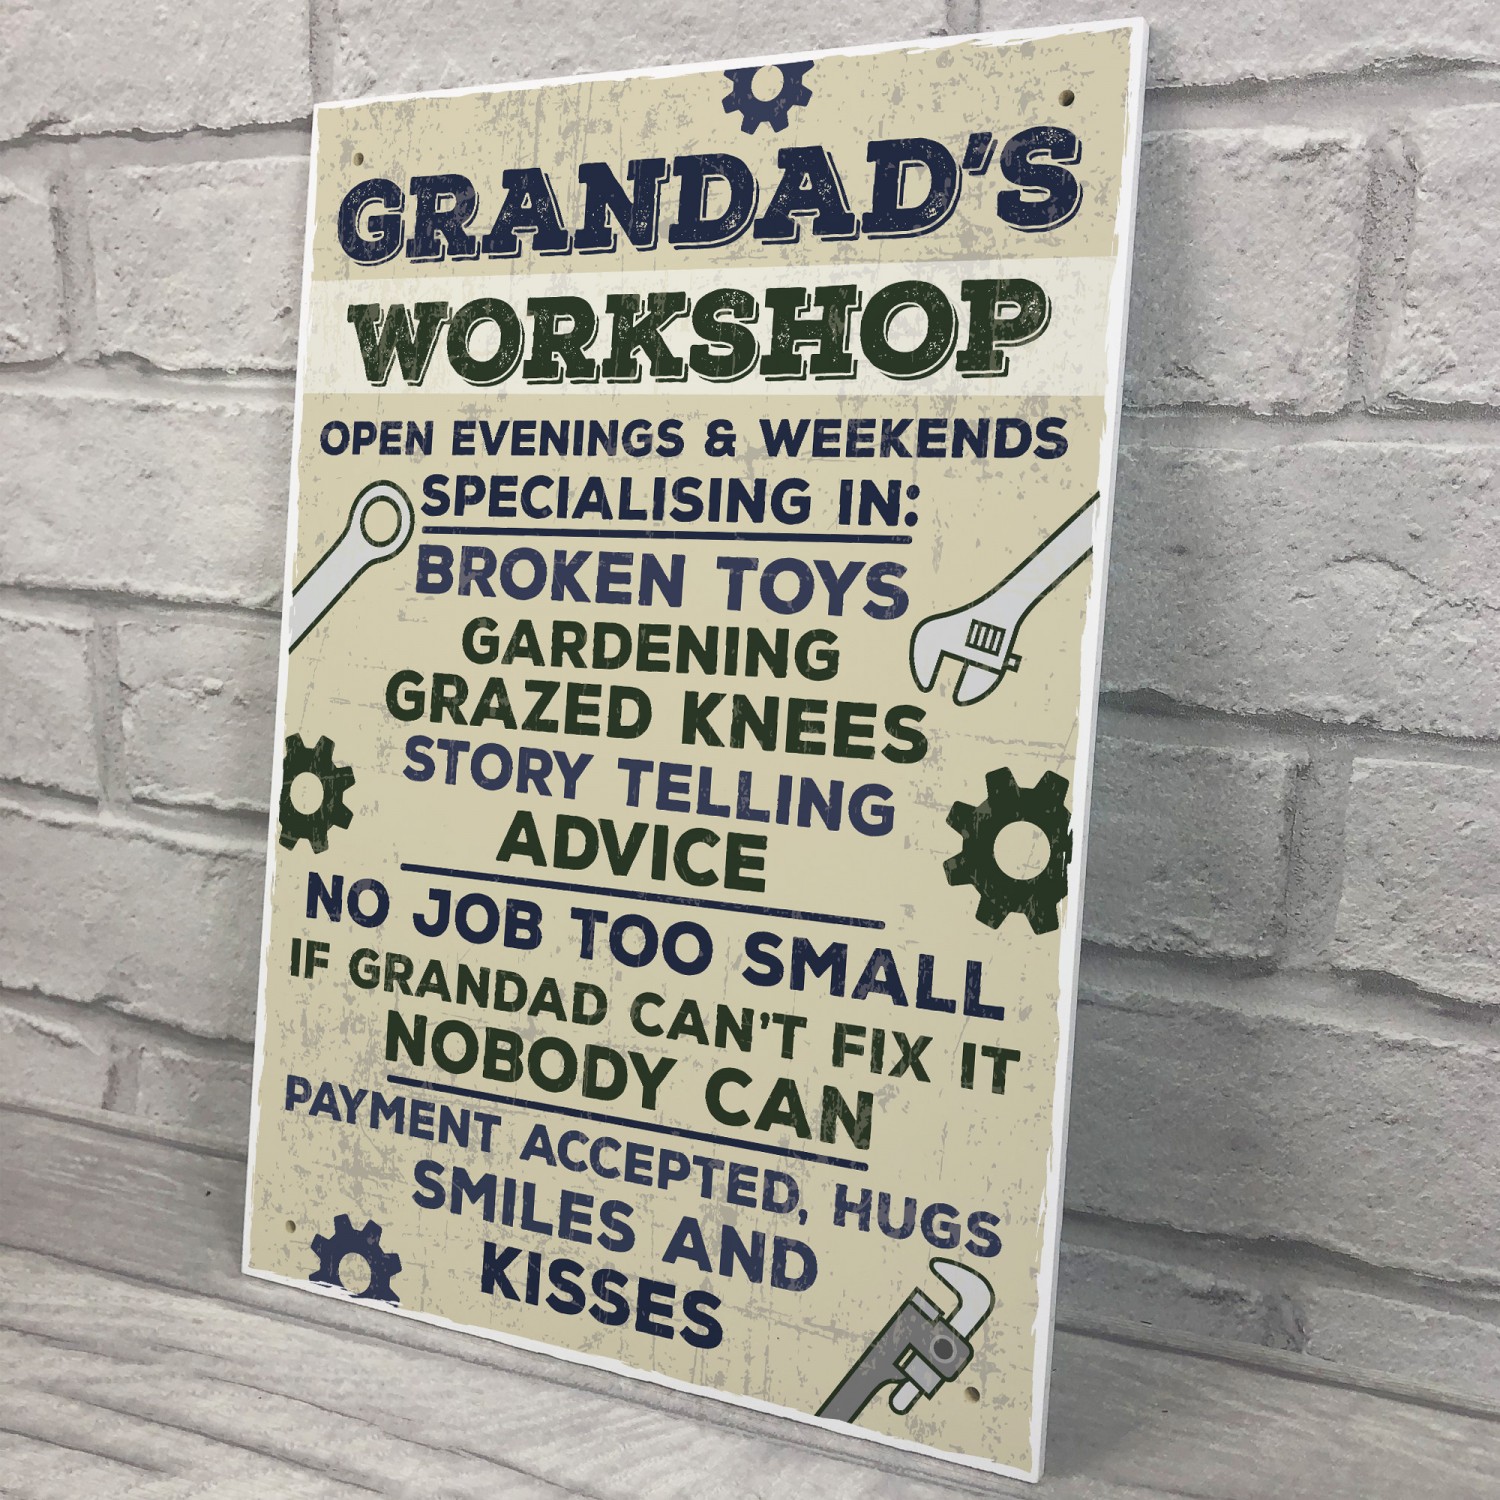 GRANDAD'S
WORKSHOP
OPEN EVENINGS & WEEKENDS
SPECIALISING IN:
BROKEN TOYS
GARDENING
GRAZED KNEES
STORY TELLING
ADVICE
NO JOB TOO SMALL
IF GRANDAD CAN'T FIX IT
NOBODY CAN
PAYMENT ACCEPTED, HUGS
SMILES AND
KISSES